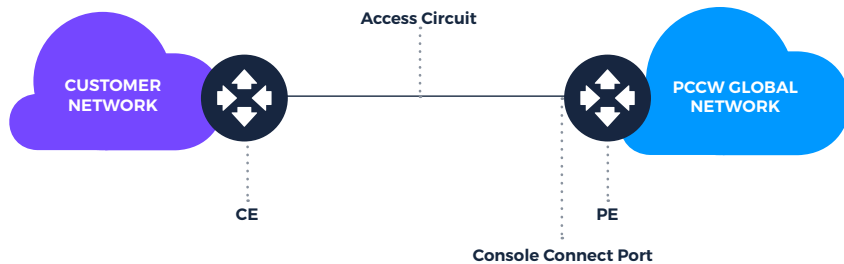 Access Circuit
CUSTOMER
NETWORK
PCCW GLOBAL
NETWORK
CE
PE
Console Connect Port